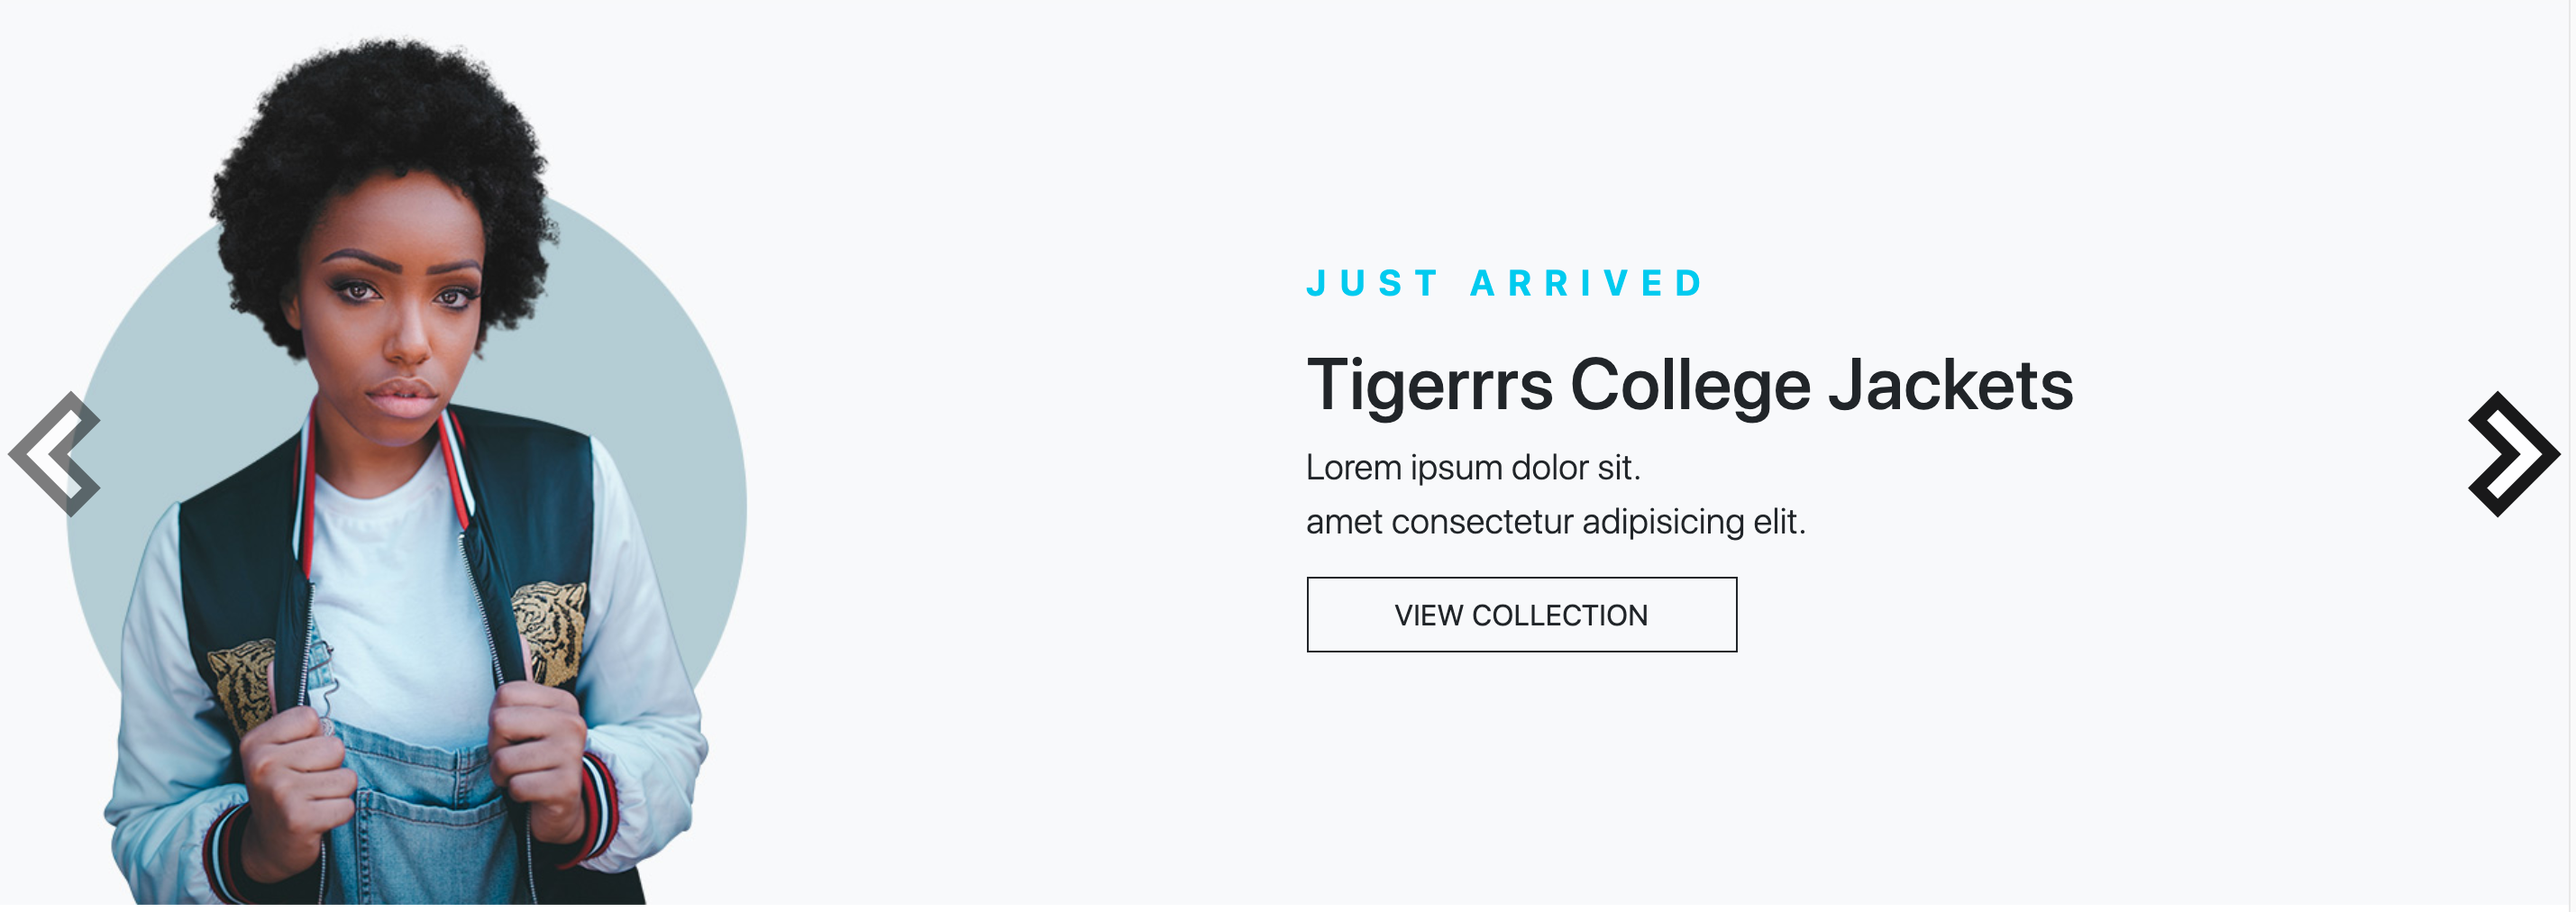 JUST ARRIVED
Tigerrrs College Jackets
Lorem ipsum dolor sit.
amet consectetur adipisicing elit.
VIEW COLLECTION